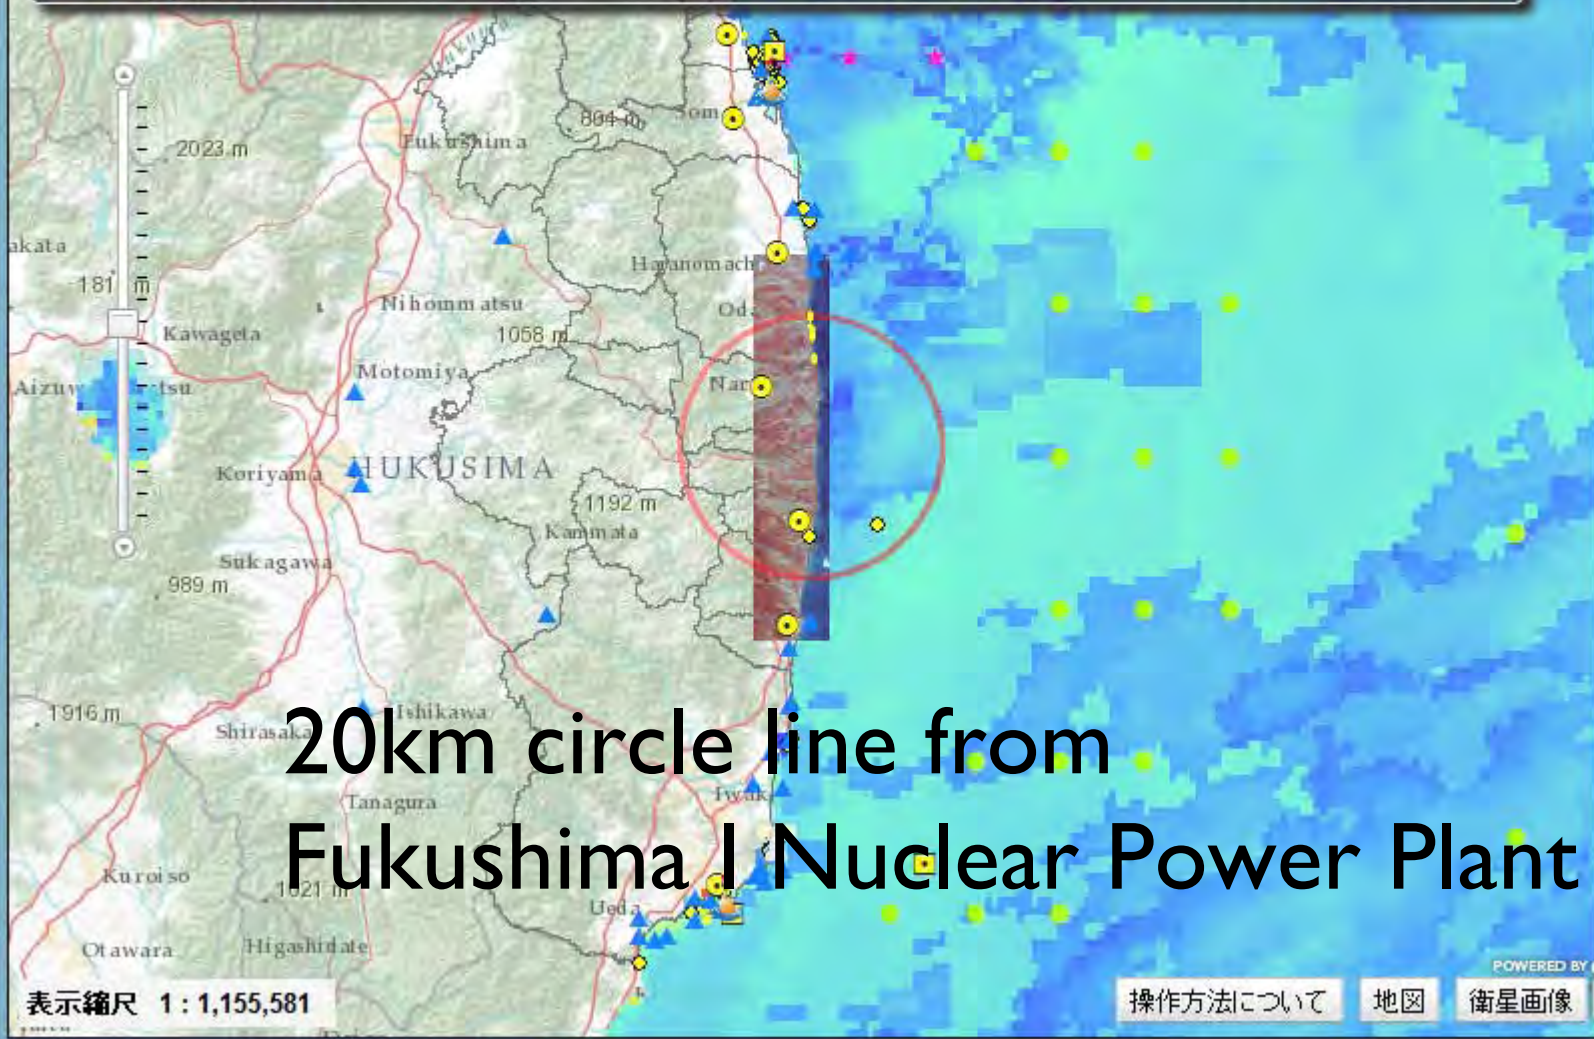 804 m
Fukushima
2023 m
Haranomach
Nihommatsu
1058 m
Kawageta
Motomiya
Koriyama
HUKUSIMA
1192 m
Kammata
Sukagawa
989 m
1916 m
Ishikawa
Shirasaka
20km circle line from
Iwak
Tanagura
Fukushima I Nuclear Power Plant
Kuroiso
1021 m
Ueda
Otawara
Higashidate
POWERED BY
表示縮尺 1 : 1,155,581
操作方法について
地図
衛星画像